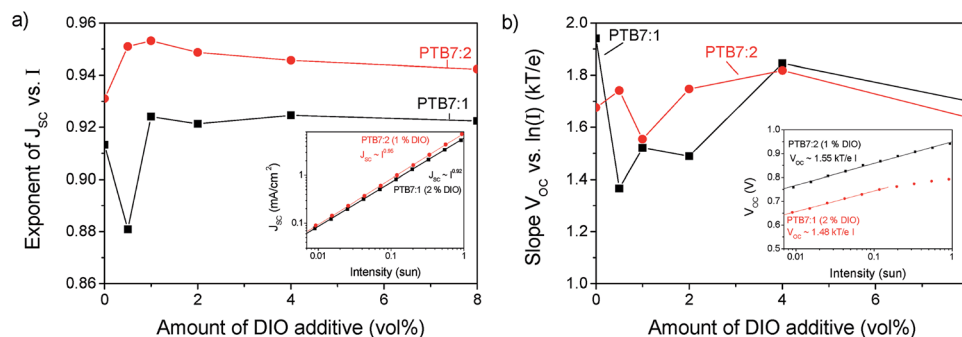 a)
Exponent of J_SC vs. I
0.96
0.94
0.92
0.90
0.88
0.86
PTB7:2
PTB7:1
PTB7:2 (1 % DIO)
J_SC ~ I^0.95
J_SC ~ I^0.92
PTB7:1 (2 % DIO)
J_SC (mA/cm²)
1
0.1
0.01 0.1 1
Intensity (sun)
0 2 4 6 8
Amount of DIO additive (vol%)
b)
Slope V_OC vs. ln(I) (kT/e)
2.0
1.8
1.6
1.4
1.2
1.0
PTB7:1
PTB7:2
PTB7:2 (1 % DIO)
V_OC ~ 1.55 kT/e I
PTB7:1 (2 % DIO)
V_OC ~ 1.48 kT/e I
V_OC (V)
1.0
0.9
0.8
0.7
0.6
0.5
0.01 0.1 1
Intensity (sun)
0 2 4 6
Amount of DIO additive (vol%)